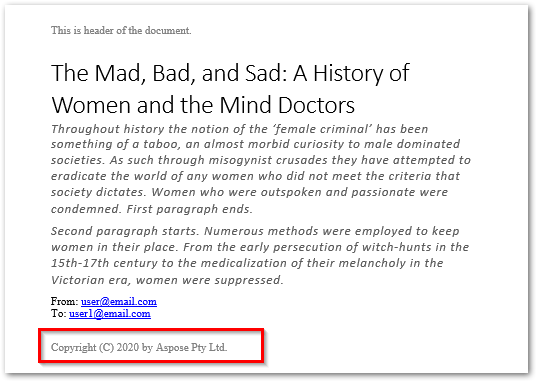 This is header of the document.
The Mad, Bad, and Sad: A History of
Women and the Mind Doctors
Throughout history the notion of the ‘female criminal’ has been
something of a taboo, an almost morbid curiosity to male dominated
societies. As such through misogynist crusades they have attempted to
eradicate the world of any women who did not meet the criteria that
society dictates. Women who were outspoken and passionate were
condemned. First paragraph ends.
Second paragraph starts. Numerous methods were employed to keep
women in their place. From the early persecution of witch-hunts in the
15th-17th century to the medicalization of their melancholy in the
Victorian era, women were suppressed.
From: user@email.com
To: user1@email.com
Copyright (C) 2020 by Aspose Pty Ltd.